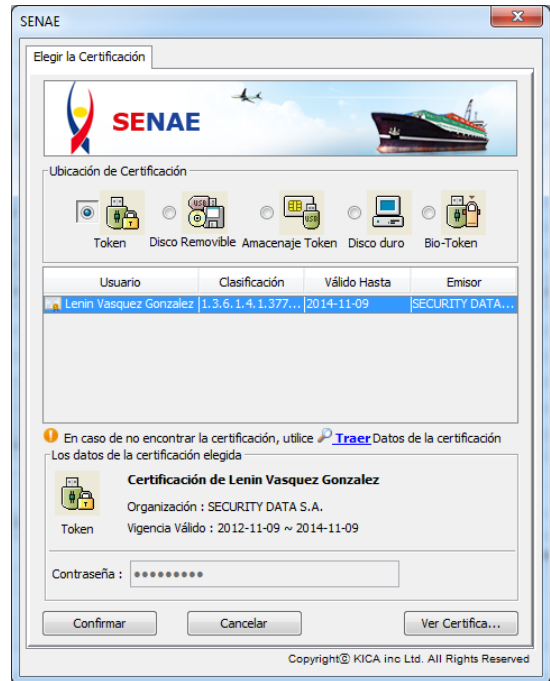 SENAE
Elegir la Certificación
SENAE
Ubicación de Certificación
Token Disco Removible Amacenaje Token Disco duro Bio-Token
Usuario Clasificación Válido Hasta Emisor
Lenin Vasquez Gonzalez 1.3.6.1.4.1.377... 2014-11-09 SECURITY DATA...
En caso de no encontrar la certificación, utilice Traer Datos de la certificación
Los datos de la certificación elegida
Certificación de Lenin Vasquez Gonzalez
Organización : SECURITY DATA S.A.
Token Vigencia Válido : 2012-11-09 ~ 2014-11-09
Contraseña : •••••••••
Confirmar Cancelar Ver Certifica...
Copyrightⓒ KICA inc Ltd. All Rights Reserved